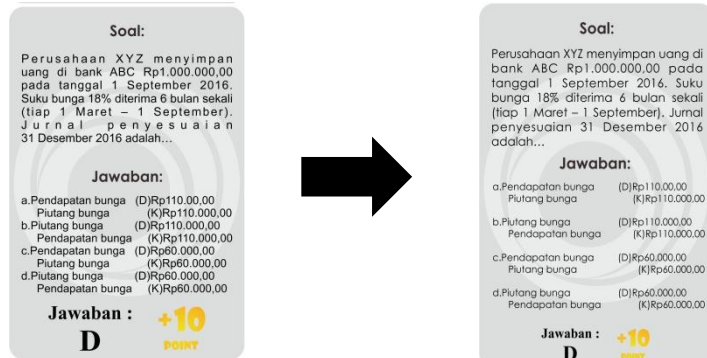 Soal:
Perusahaan XYZ menyimpan
uang di bank ABC Rp1.000.000,00
pada tanggal 1 September 2016.
Suku bunga 18% diterima 6 bulan sekali
(tiap 1 Maret – 1 September).
Jurnal penyesuaian
31 Desember 2016 adalah…
Jawaban:
a.Pendapatan bunga (D)Rp110.00,00
Piutang bunga (K)Rp110.000,00
b.Piutang bunga (D)Rp110.000,00
Pendapatan bunga (K)Rp110.000,00
c.Pendapatan bunga (D)Rp60.000,00
Piutang bunga (K)Rp60.000,00
d.Piutang bunga (D)Rp60.000,00
Pendapatan bunga (K)Rp60.000,00
Jawaban :
D
+10
POINT
Soal:
Perusahaan XYZ menyimpan uang di
bank ABC Rp1.000.000,00 pada
tanggal 1 September 2016. Suku
bunga 18% diterima 6 bulan sekali
(tiap 1 Maret – 1 September). Jurnal
penyesuaian 31 Desember 2016
adalah…
Jawaban:
a.Pendapatan bunga (D)Rp110.00,00
Piutang bunga (K)Rp110.000,00
b.Piutang bunga (D)Rp110.000,00
Pendapatan bunga (K)Rp110.000,00
c.Pendapatan bunga (D)Rp60.000,00
Piutang bunga (K)Rp60.000,00
d.Piutang bunga (D)Rp60.000,00
Pendapatan bunga (K)Rp60.000,00
Jawaban :
D
+10
POINT